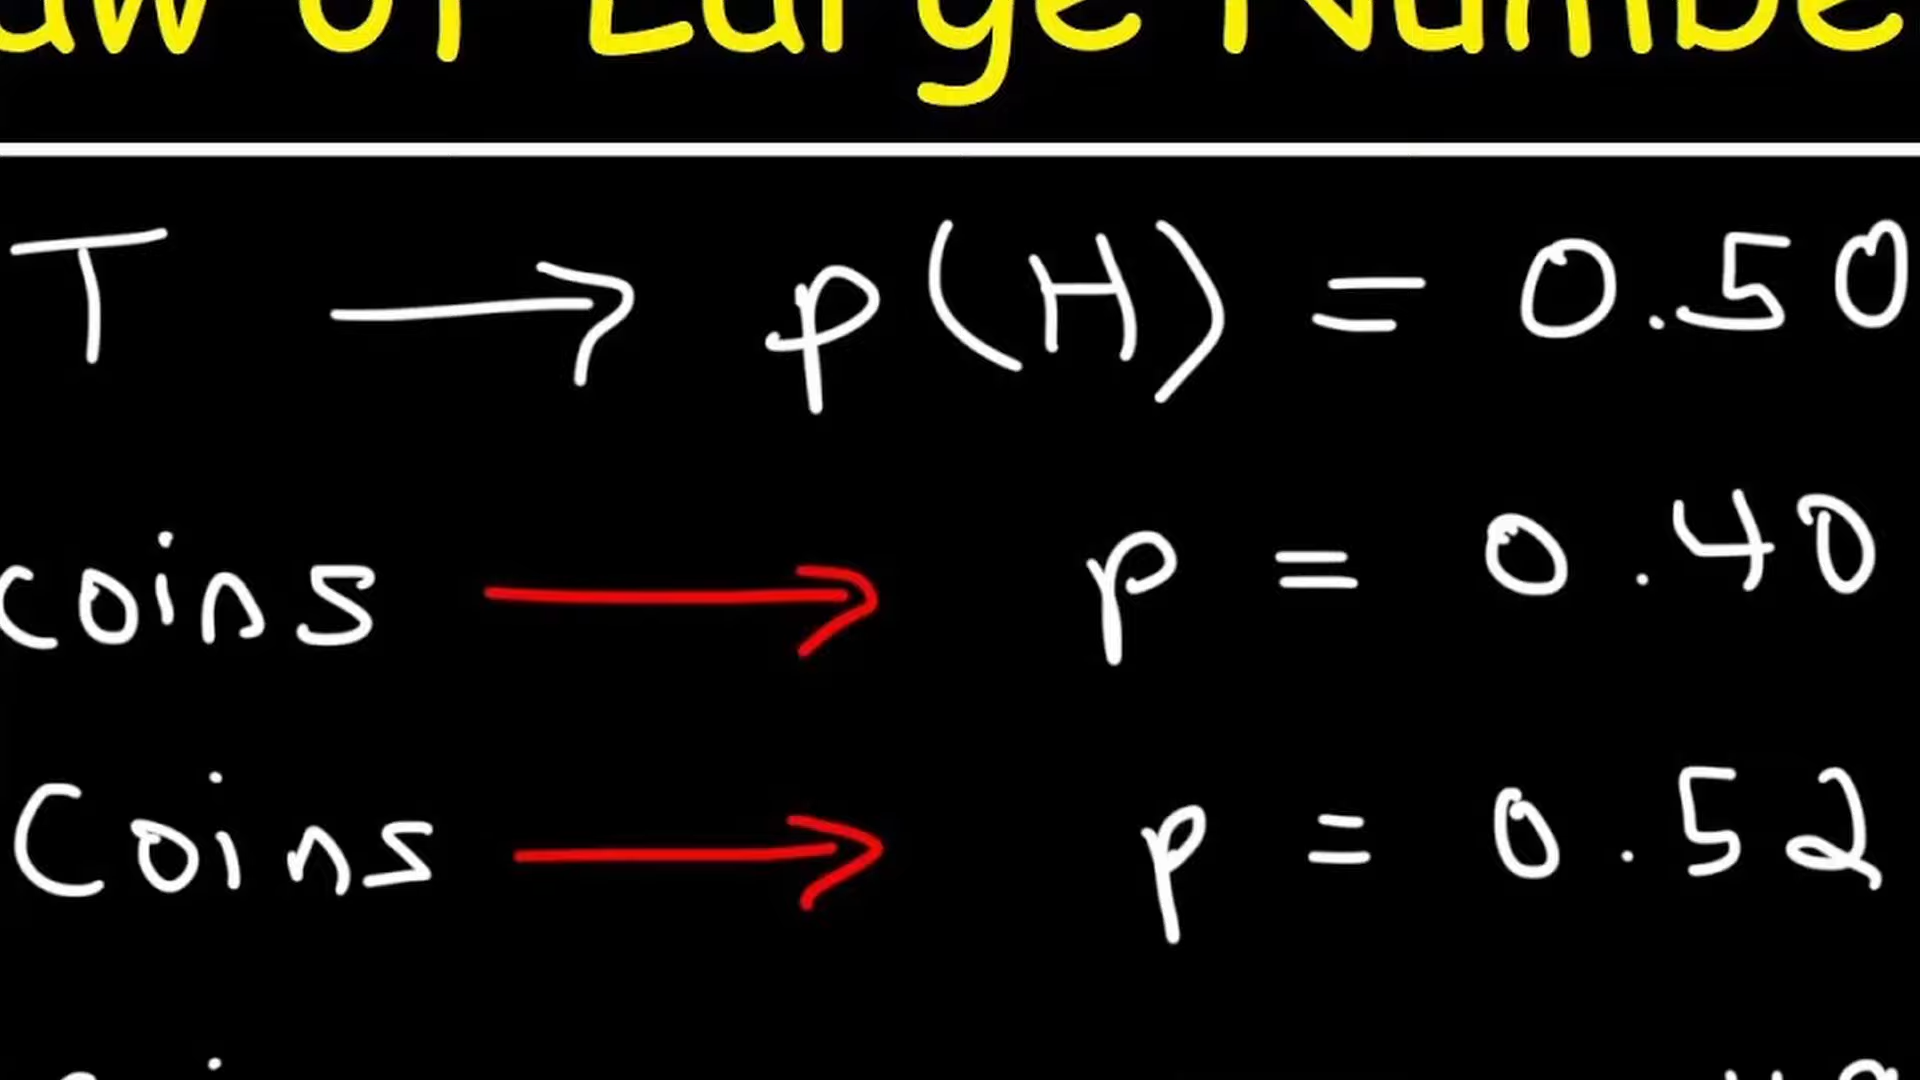 aw of Large Numbe
T → p(H) = 0.50
coins → p = 0.40
Coins → p = 0.52